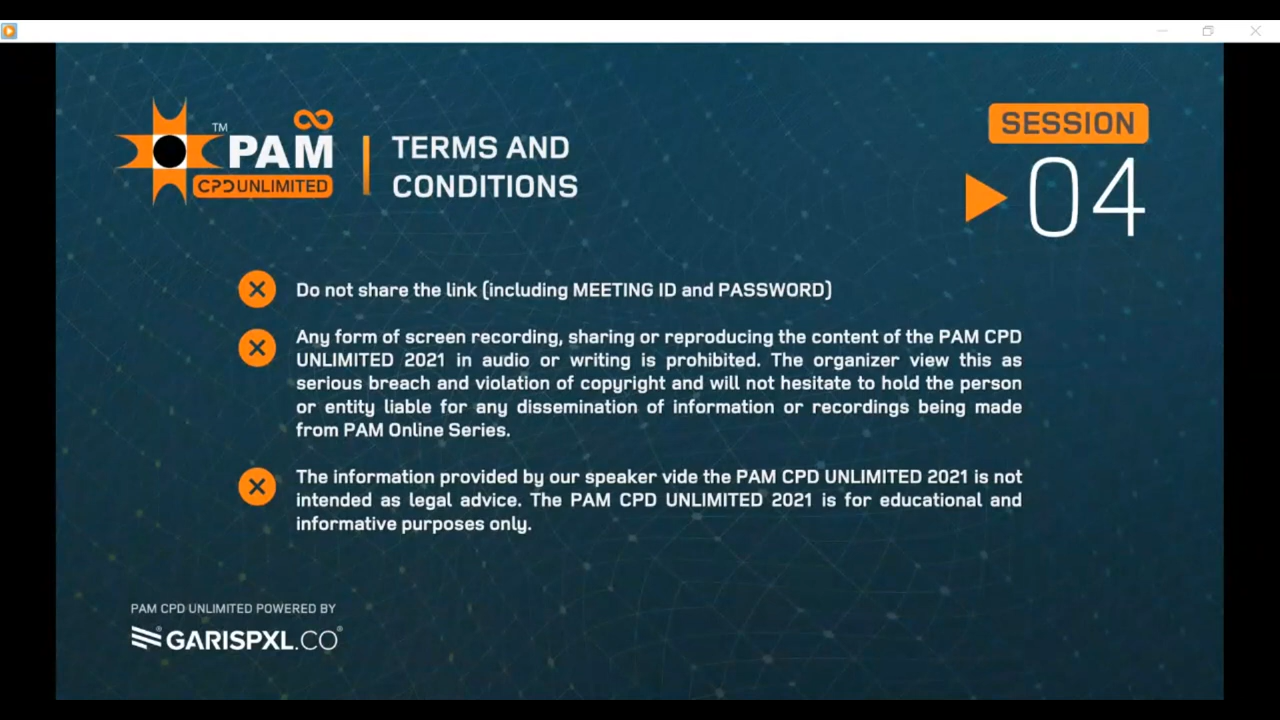 TM
PAM
CPD UNLIMITED
TERMS AND
CONDITIONS
SESSION
04
Do not share the link (including MEETING ID and PASSWORD)
Any form of screen recording, sharing or reproducing the content of the PAM CPD
UNLIMITED 2021 in audio or writing is prohibited. The organizer view this as
serious breach and violation of copyright and will not hesitate to hold the person
or entity liable for any dissemination of information or recordings being made
from PAM Online Series.
The information provided by our speaker vide the PAM CPD UNLIMITED 2021 is not
intended as legal advice. The PAM CPD UNLIMITED 2021 is for educational and
informative purposes only.
PAM CPD UNLIMITED POWERED BY
GARISPXL.CO®